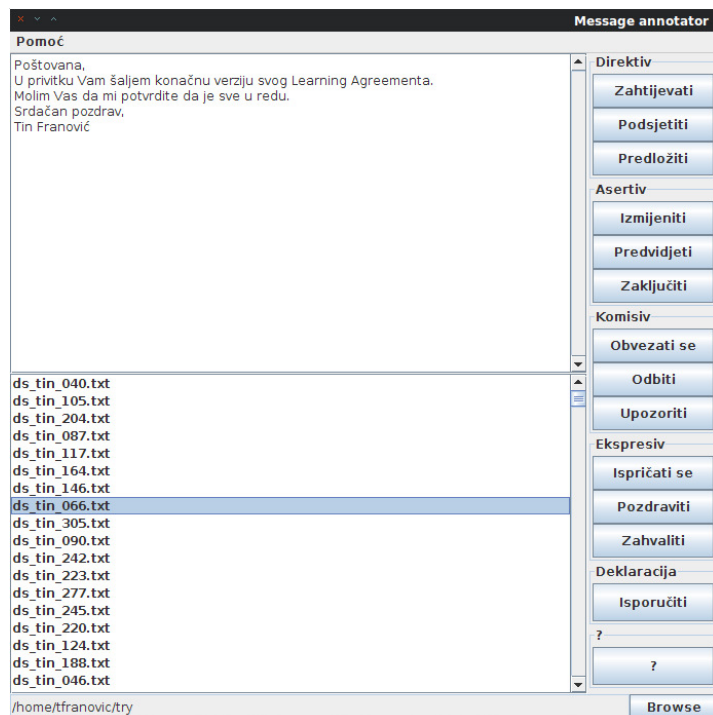 Message annotator
Pomoć
Poštovana,
U privitku Vam šaljem konačnu verziju svog Learning Agreementa.
Molim Vas da mi potvrdite da je sve u redu.
Srdačan pozdrav,
Tin Franović
ds_tin_040.txt
ds_tin_105.txt
ds_tin_204.txt
ds_tin_087.txt
ds_tin_117.txt
ds_tin_164.txt
ds_tin_146.txt
ds_tin_066.txt
ds_tin_305.txt
ds_tin_090.txt
ds_tin_242.txt
ds_tin_223.txt
ds_tin_277.txt
ds_tin_245.txt
ds_tin_220.txt
ds_tin_124.txt
ds_tin_188.txt
ds_tin_046.txt
Direktiv
Zahtijevati
Podsjetiti
Predložiti
Asertiv
Izmijeniti
Predvidjeti
Zaključiti
Komisiv
Obvezati se
Odbiti
Upozoriti
Ekspresiv
Ispričati se
Pozdraviti
Zahvaliti
Deklaracija
Isporučiti
?
?
/home/tfranovic/try
Browse